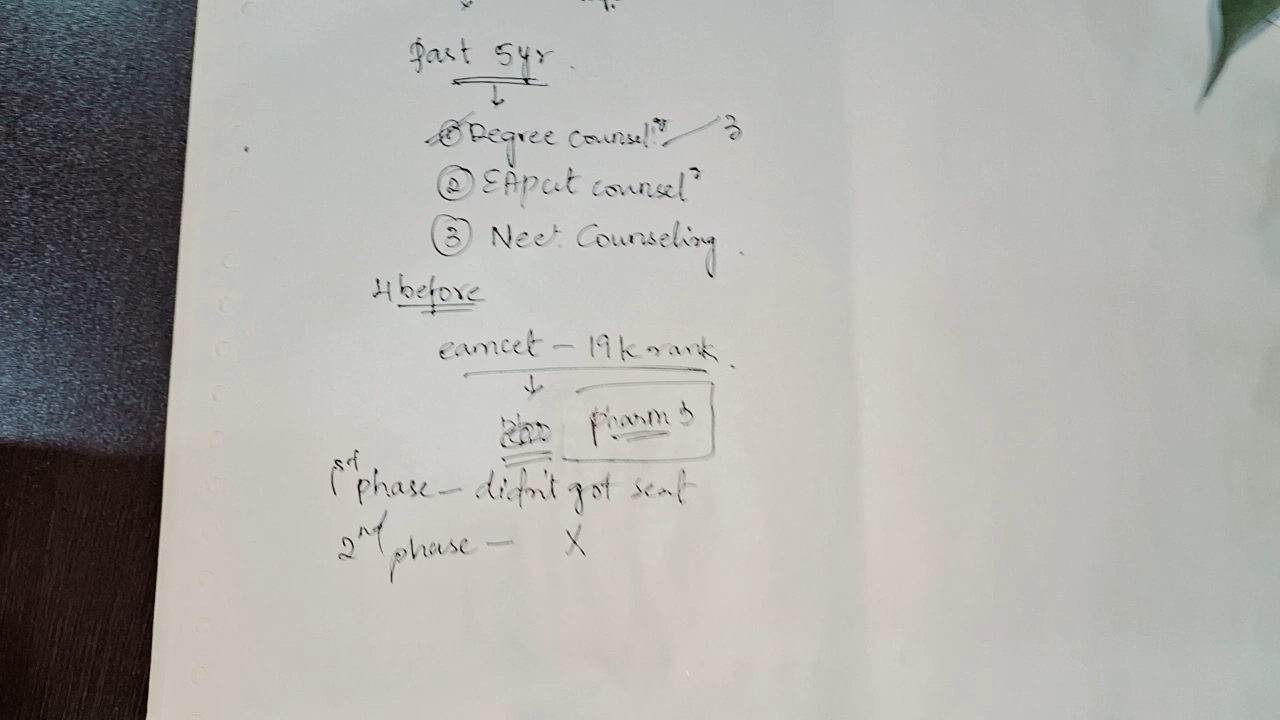 past 5yr.
① Degree counsel 3
② EAPcet counsel
③ Neet Counseling.
before
eamcet - 19k rank.
pharm D
1st phase - didn't got seat
2nd phase - X